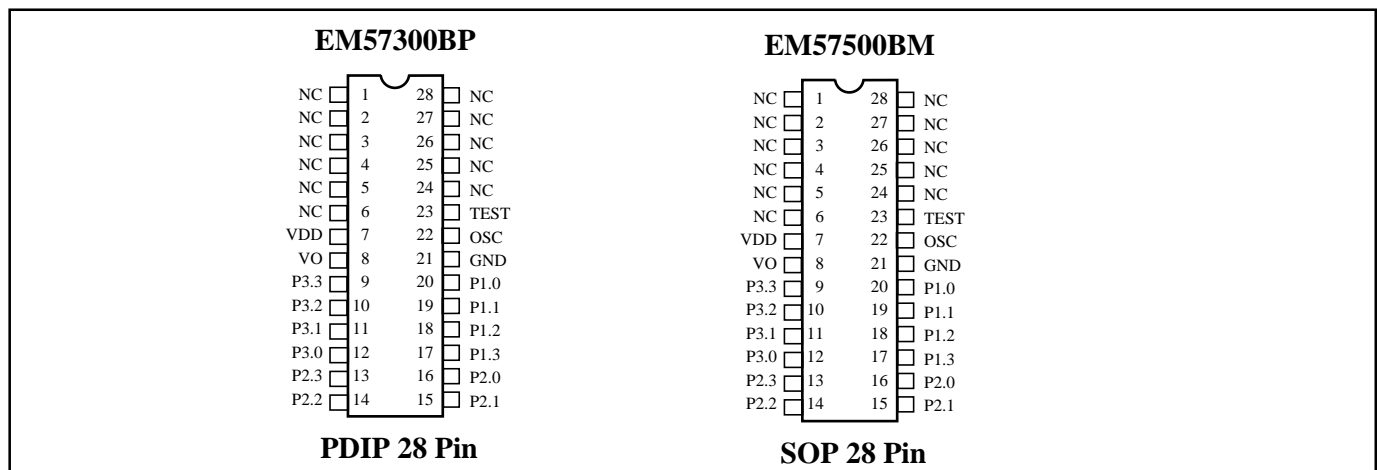 EM57300BP
NC 1 28 NC
NC 2 27 NC
NC 3 26 NC
NC 4 25 NC
NC 5 24 NC
NC 6 23 TEST
VDD 7 22 OSC
VO 8 21 GND
P3.3 9 20 P1.0
P3.2 10 19 P1.1
P3.1 11 18 P1.2
P3.0 12 17 P1.3
P2.3 13 16 P2.0
P2.2 14 15 P2.1
PDIP 28 Pin
EM57500BM
NC 1 28 NC
NC 2 27 NC
NC 3 26 NC
NC 4 25 NC
NC 5 24 NC
NC 6 23 TEST
VDD 7 22 OSC
VO 8 21 GND
P3.3 9 20 P1.0
P3.2 10 19 P1.1
P3.1 11 18 P1.2
P3.0 12 17 P1.3
P2.3 13 16 P2.0
P2.2 14 15 P2.1
SOP 28 Pin